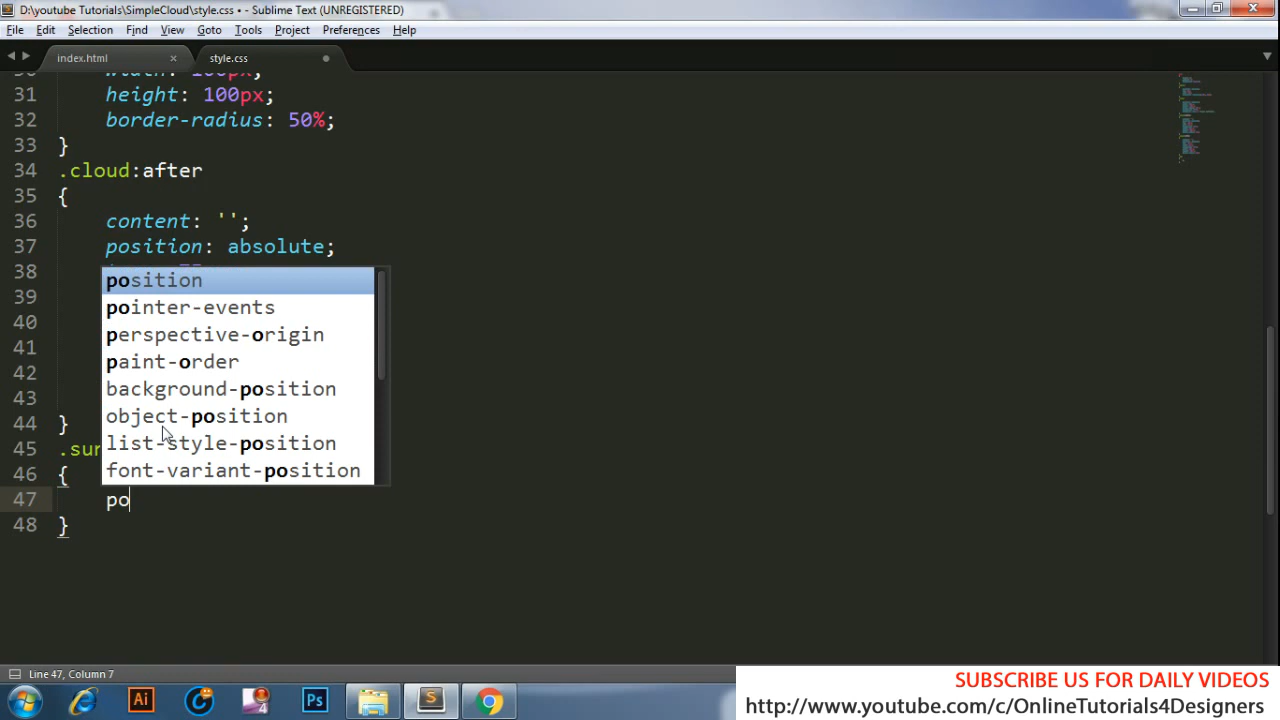 D:\youtube Tutorials\SimpleCloud\style.css • - Sublime Text (UNREGISTERED)
File Edit Selection Find View Goto Tools Project Preferences Help
index.html × style.css
31 height: 100px;
32 border-radius: 50%;
33 }
34 .cloud:after
35 {
36 content: '';
37 position: absolute;
38
position
39
pointer-events
40
perspective-origin
41
paint-order
42
background-position
43
object-position
44 }
list-style-position
45 .sun
46 {
font-variant-position
47 po
48 }
Line 47, Column 7
SUBSCRIBE US FOR DAILY VIDEOS
Ai Ps
http://www.youtube.com/c/OnlineTutorials4Designers